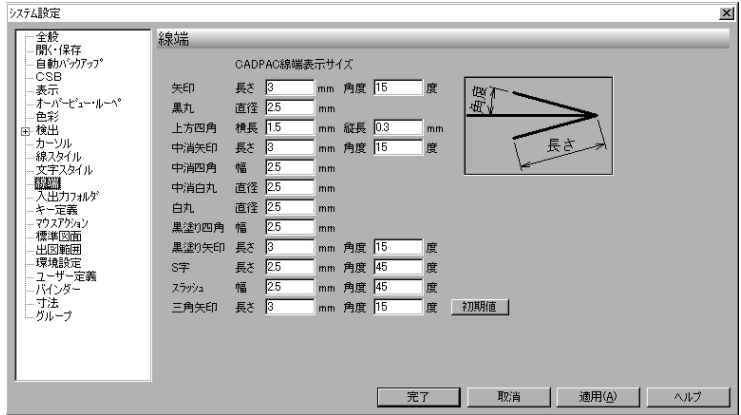 システム設定
全般
開く・保存
自動バックアップ
CSB
表示
オーバービュー・ルーペ
色彩
検出
カーソル
線スタイル
文字スタイル
線端
入出力フォルダ
キー定義
マウスアクション
標準図面
出図範囲
環境設定
ユーザー定義
バインダー
寸法
グループ
線端
CADPAC線端表示サイズ
矢印 長さ 3 mm 角度 15 度
黒丸 直径 2.5 mm
上方四角 横長 1.5 mm 縦長 0.3 mm
中消矢印 長さ 3 mm 角度 15 度
中消四角 幅 2.5 mm
中消白丸 直径 2.5 mm
白丸 直径 2.5 mm
黒塗り四角 幅 2.5 mm
黒塗り矢印 長さ 3 mm 角度 15 度
S字 長さ 2.5 mm 角度 45 度
スラッシュ 幅 2.5 mm 角度 45 度
三角矢印 長さ 3 mm 角度 15 度 初期値
角度
長さ
完了 取消 適用(A) ヘルプ